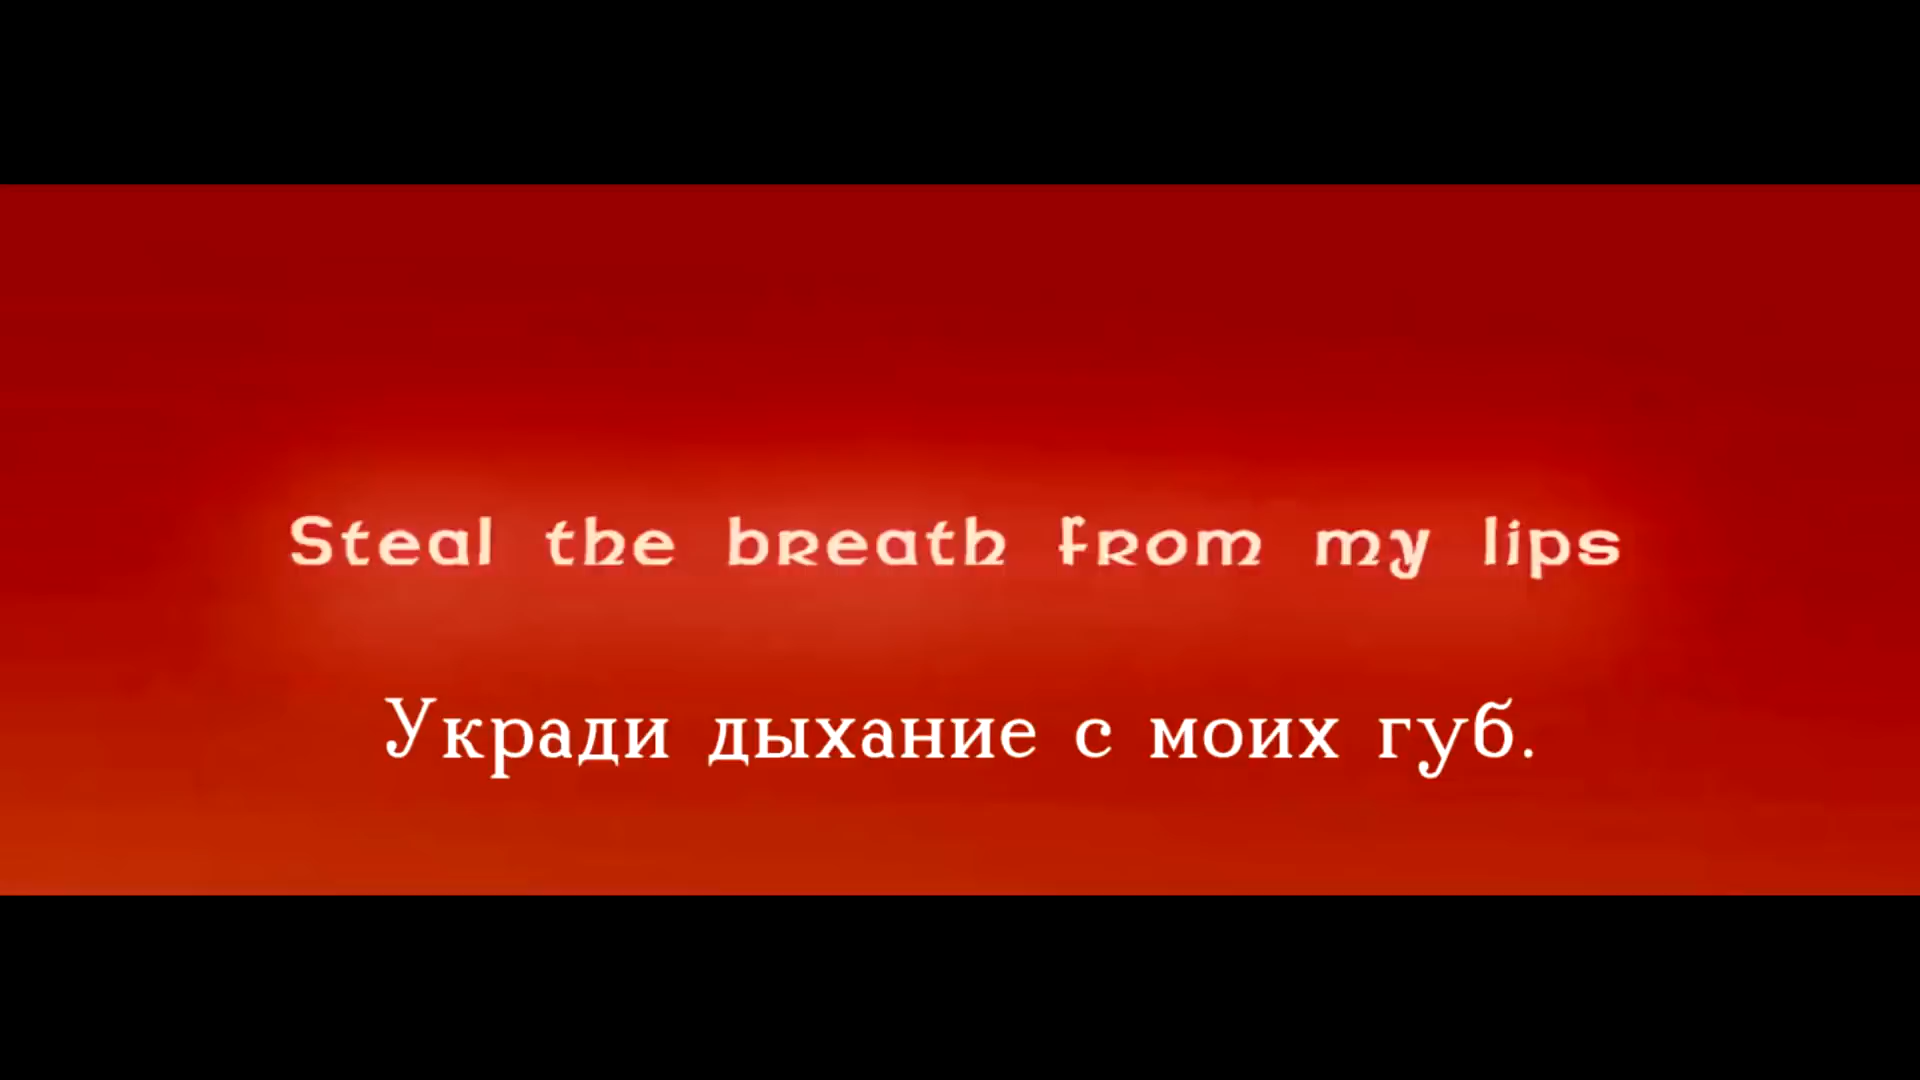 Steal the breath from my lips
Укради дыхание с моих губ.